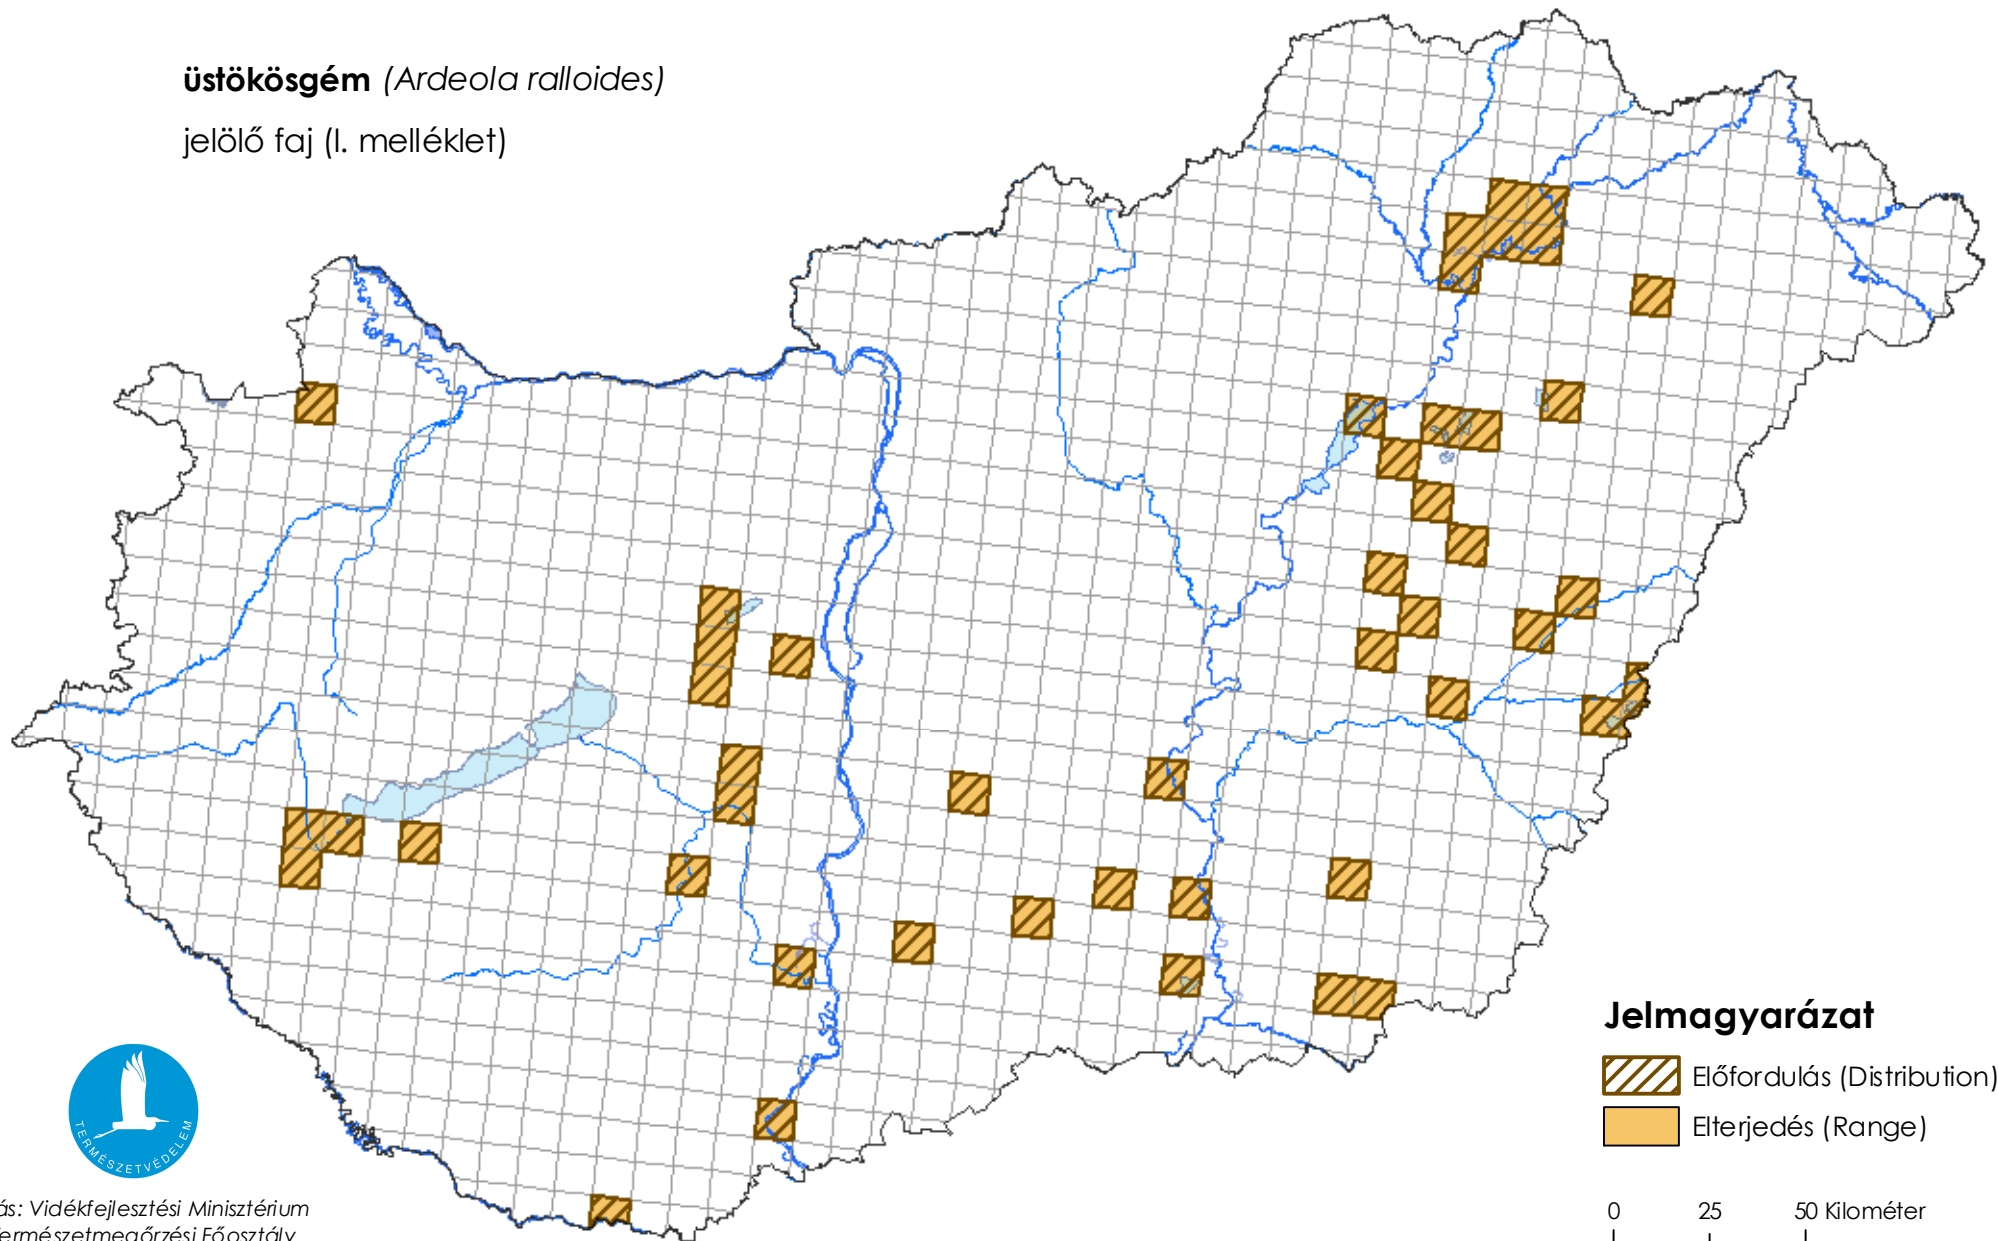 üstökösgém (Ardeola ralloides)
jelölő faj (I. melléklet)
Jelmagyarázat
Előfordulás (Distribution)
Elterjedés (Range)
0 25 50 Kilométer
TERMÉSZETVÉDELEM
ás: Vidékfejlesztési Minisztérium
Természetmegőrzési Főosztály